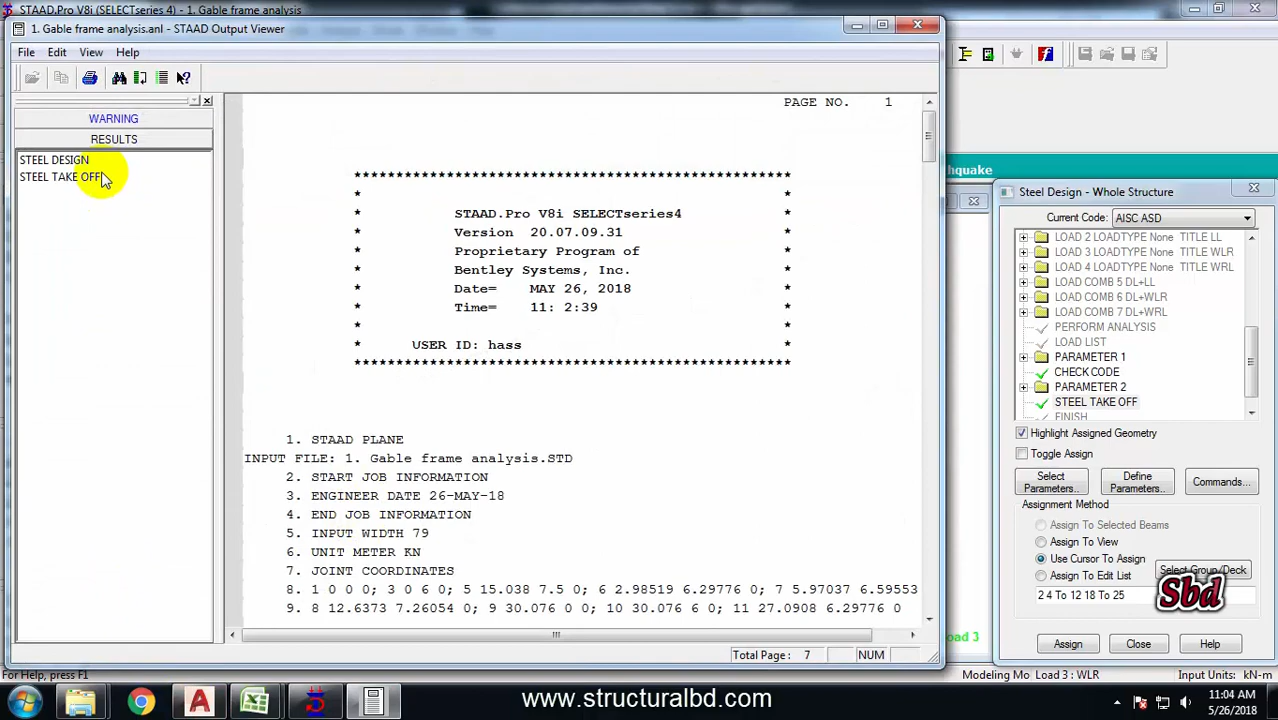 STAAD.Pro V8i (SELECTseries 4) - 1. Gable frame analysis
1. Gable frame analysis.anl - STAAD Output Viewer
File Edit View Help
WARNING
RESULTS
STEEL DESIGN
STEEL TAKE OFF
PAGE NO. 1
****************************************************
* *
* STAAD.Pro V8i SELECTseries4 *
* Version 20.07.09.31 *
* Proprietary Program of *
* Bentley Systems, Inc. *
* Date= MAY 26, 2018 *
* Time= 11: 2:39 *
* *
* USER ID: hass *
****************************************************
1. STAAD PLANE
INPUT FILE: 1. Gable frame analysis.STD
2. START JOB INFORMATION
3. ENGINEER DATE 26-MAY-18
4. END JOB INFORMATION
5. INPUT WIDTH 79
6. UNIT METER KN
7. JOINT COORDINATES
8. 1 0 0 0; 3 0 6 0; 5 15.038 7.5 0; 6 2.98519 6.29776 0; 7 5.97037 6.59553
9. 8 12.6373 7.26054 0; 9 30.076 0 0; 10 30.076 6 0; 11 27.0908 6.29776 0
Total Page: 7
NUM
For Help, press F1
quake
Steel Design - Whole Structure
Current Code: AISC ASD
LOAD 2 LOADTYPE None TITLE LL
LOAD 3 LOADTYPE None TITLE WLR
LOAD 4 LOADTYPE None TITLE WRL
LOAD COMB 5 DL+LL
LOAD COMB 6 DL+WLR
LOAD COMB 7 DL+WRL
PERFORM ANALYSIS
LOAD LIST
PARAMETER 1
CHECK CODE
PARAMETER 2
STEEL TAKE OFF
FINISH
Highlight Assigned Geometry
Toggle Assign
Select Parameters..
Define Parameters..
Commands...
Assignment Method
Assign To Selected Beams
Assign To View
Use Cursor To Assign
Select Group/Deck
Assign To Edit List
Sbd
2 4 To 12 18 To 25
Assign Close Help
oad 3
Modeling Mo Load 3 : WLR Input Units: kN-m
www.structuralbd.com
11:04 AM
5/26/2018